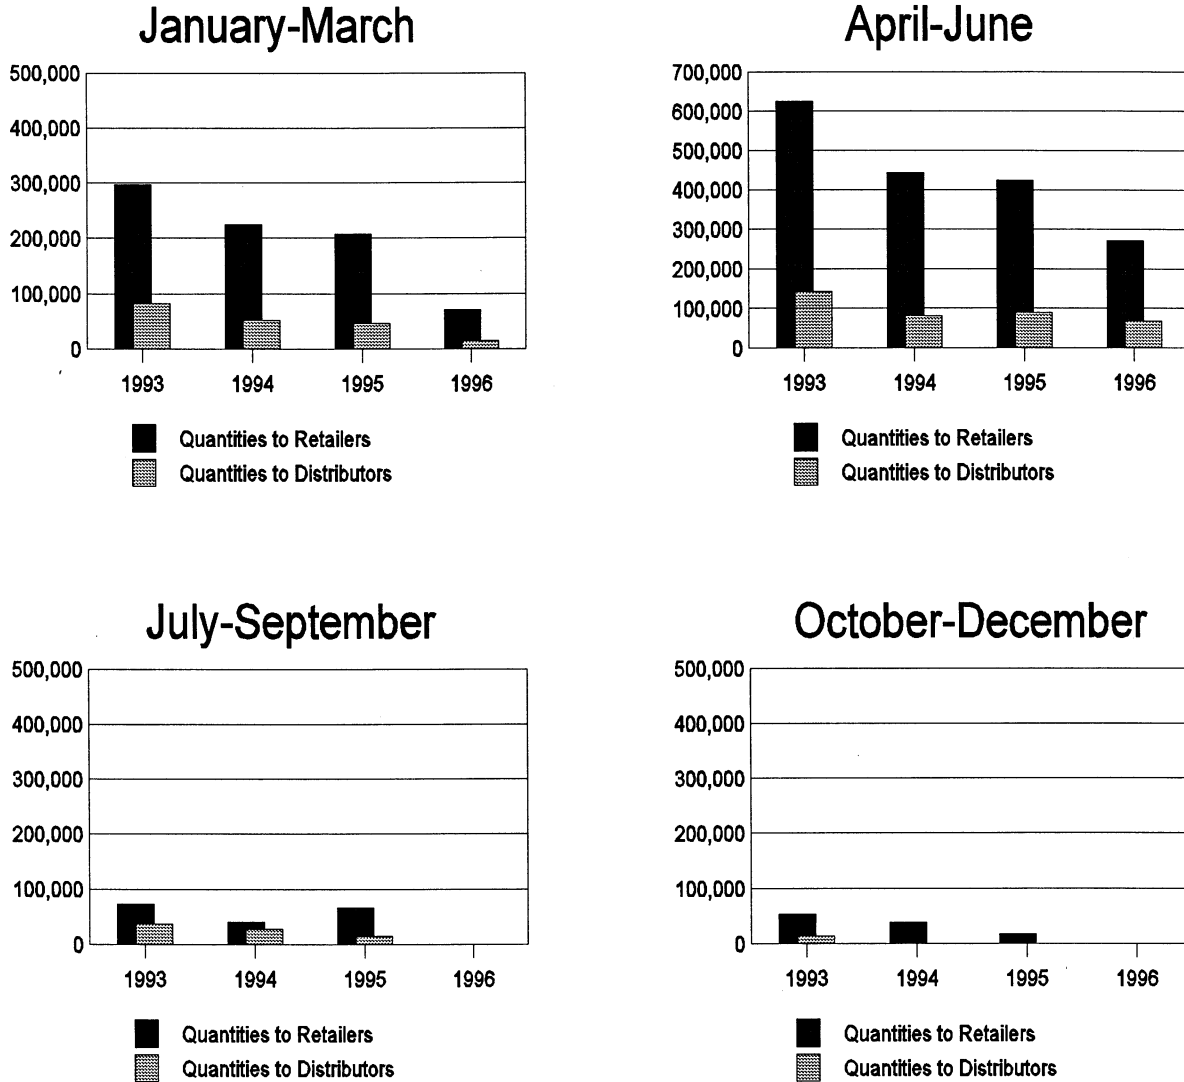 January-March
500,000
400,000
300,000
200,000
100,000
0
1993 1994 1995 1996
Quantities to Retailers
Quantities to Distributors
April-June
700,000
600,000
500,000
400,000
300,000
200,000
100,000
0
1993 1994 1995 1996
Quantities to Retailers
Quantities to Distributors
July-September
500,000
400,000
300,000
200,000
100,000
0
1993 1994 1995 1996
Quantities to Retailers
Quantities to Distributors
October-December
500,000
400,000
300,000
200,000
100,000
0
1993 1994 1995 1996
Quantities to Retailers
Quantities to Distributors